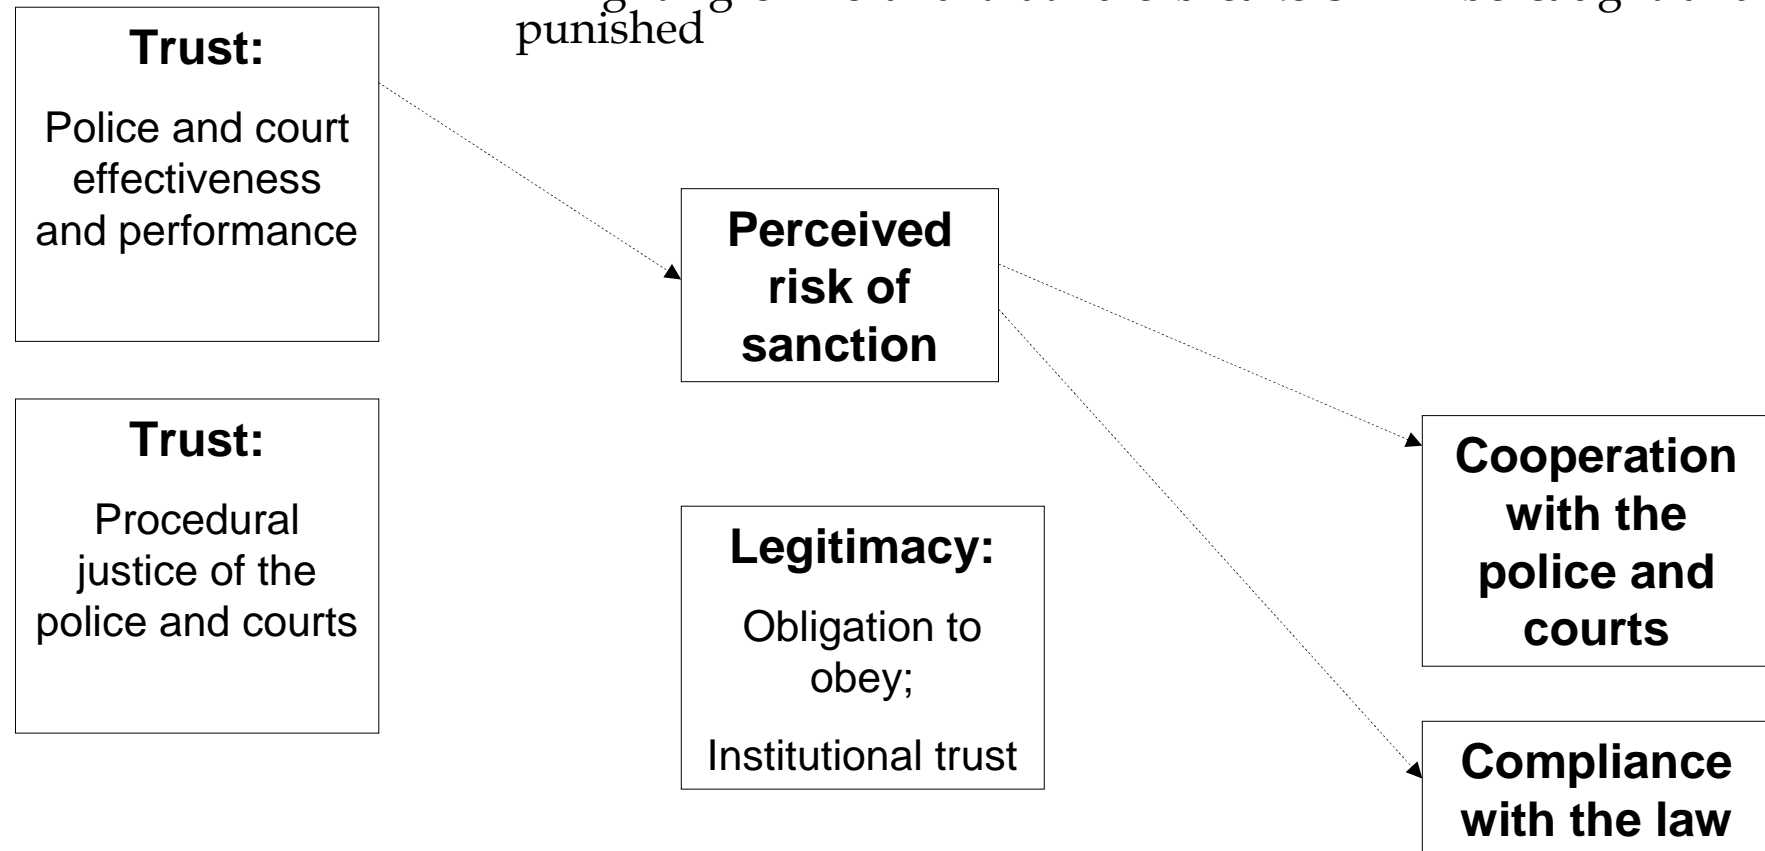 punished
Trust:
Police and court
effectiveness
and performance
Perceived
risk of
sanction
Trust:
Procedural
justice of the
police and courts
Legitimacy:
Obligation to
obey;
Institutional trust
Cooperation
with the
police and
courts
Compliance
with the law